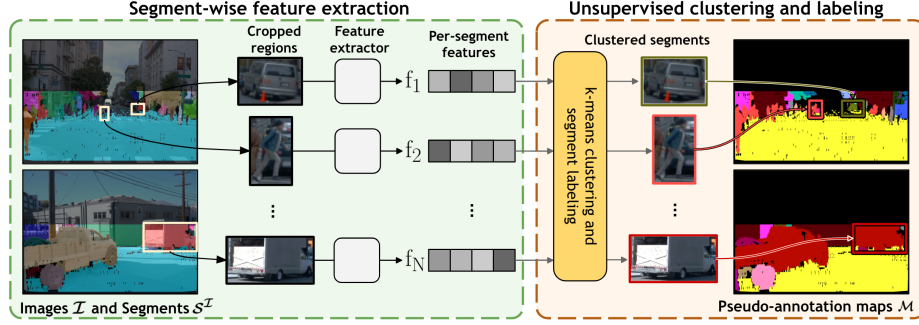 Segment-wise feature extraction
Unsupervised clustering and labeling
Cropped
regions
Feature
extractor
Per-segment
features
Clustered segments
f1
f2
...
...
...
fN
k-means clustering and
segment labeling
Images I and Segments S^I
Pseudo-annotation maps M